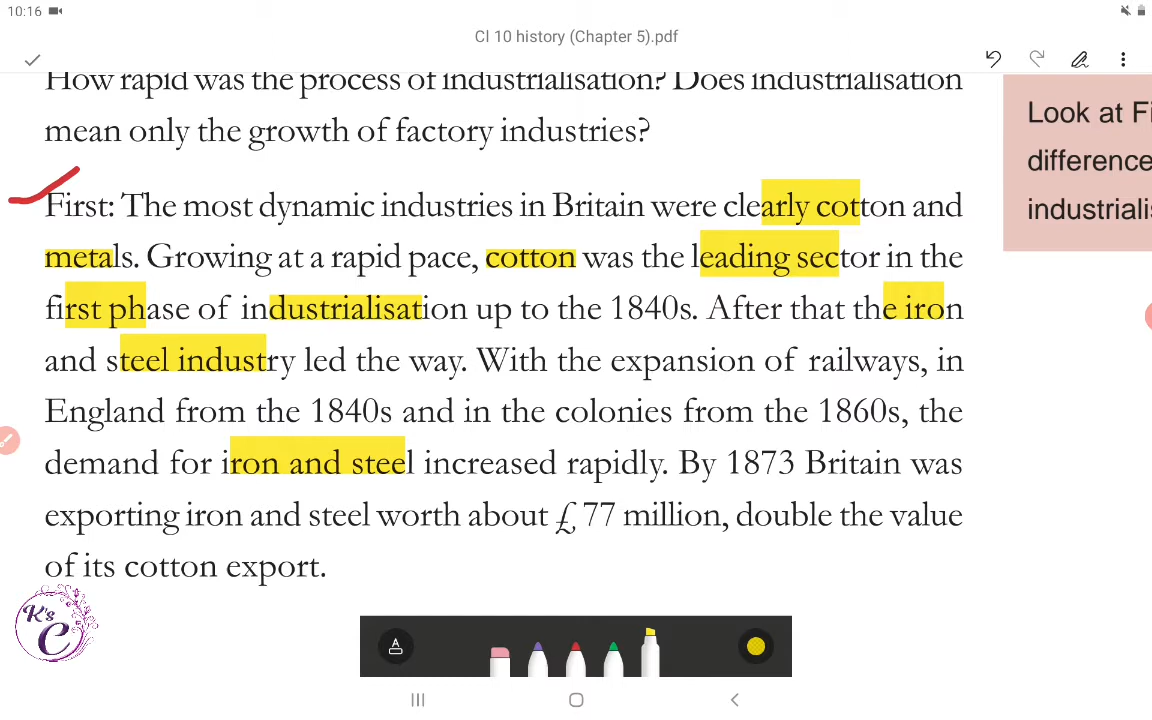 10:16
Cl 10 history (Chapter 5).pdf
How rapid was the process of industrialisation? Does industrialisation
mean only the growth of factory industries?
First: The most dynamic industries in Britain were clearly cotton and
metals. Growing at a rapid pace, cotton was the leading sector in the
first phase of industrialisation up to the 1840s. After that the iron
and steel industry led the way. With the expansion of railways, in
England from the 1840s and in the colonies from the 1860s, the
demand for iron and steel increased rapidly. By 1873 Britain was
exporting iron and steel worth about £ 77 million, double the value
of its cotton export.
Look at Fi
difference
industrialis
K's
C
A